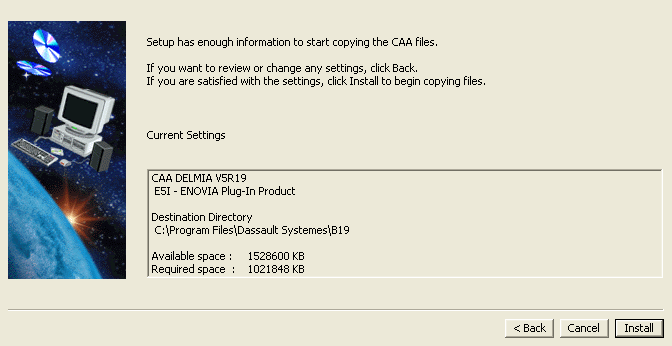 Setup has enough information to start copying the CAA files.
If you want to review or change any settings, click Back.
If you are satisfied with the settings, click Install to begin copying files.
Current Settings
CAA DELMIA V5R19
E5I - ENOVIA Plug-In Product
Destination Directory
C:\Program Files\Dassault Systemes\B19
Available space : 1528600 KB
Required space : 1021848 KB
< Back Cancel Install